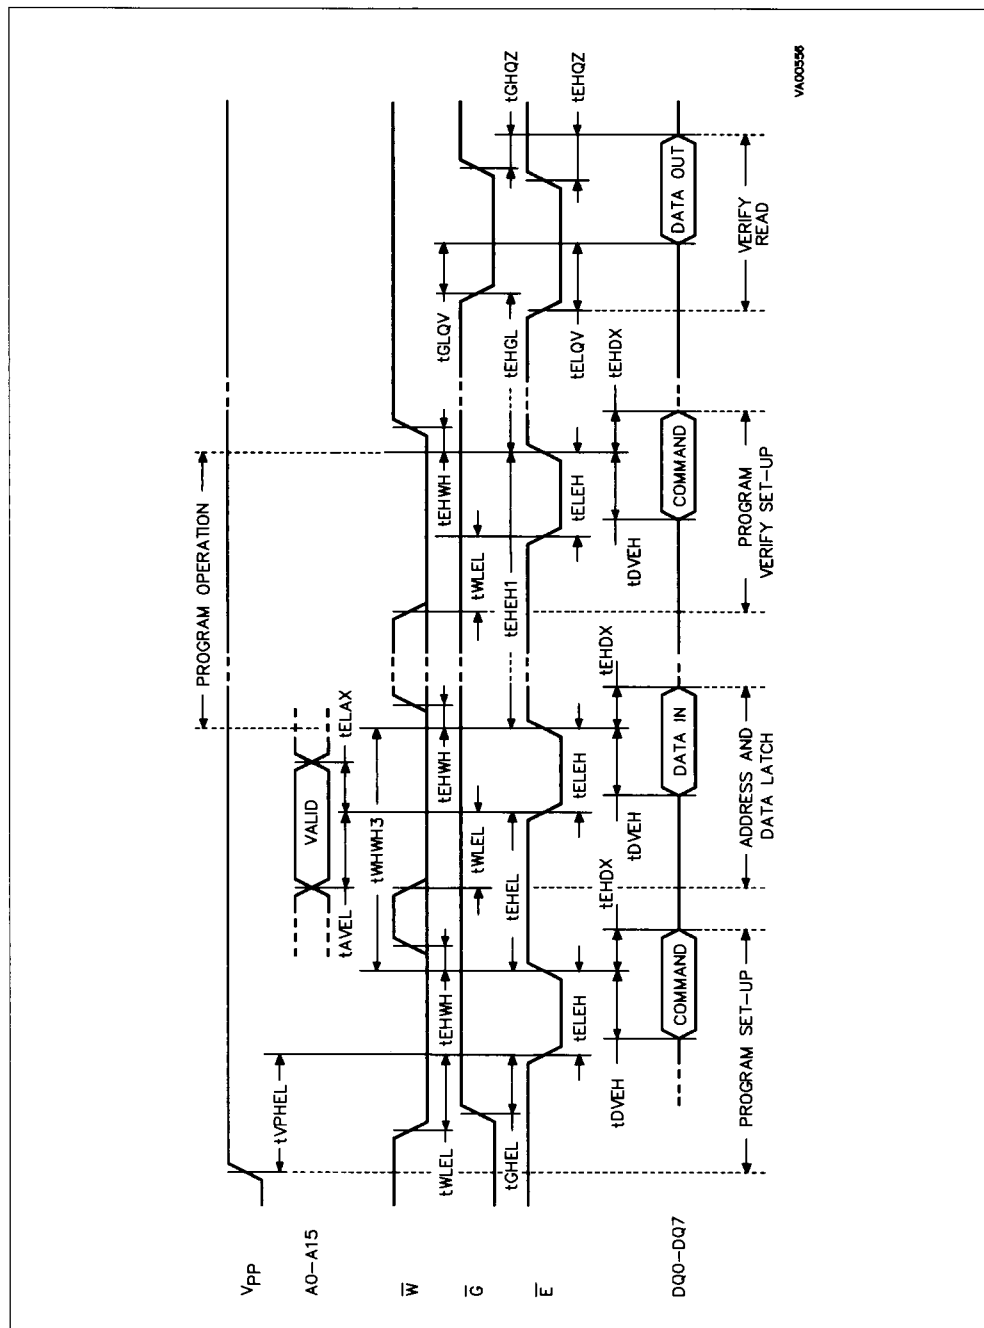 VA00556
VPP
tVPHEL
PROGRAM OPERATION
A0–A15
VALID
tAVEL
tELAX
tWHWH3
W
tWLEL
tEHWH
tWLEL
tEHWH
tWLEL
tEHWH
tGLQV
G
tGHEL
tEHEL
tEHEH1
tEHGL
tGHQZ
E
tELEH
tELEH
tELEH
tELQV
tEHQZ
tDVEH
tEHDX
tDVEH
tEHDX
tDVEH
tEHDX
DQ0–DQ7
COMMAND
DATA IN
COMMAND
DATA OUT
PROGRAM SET–UP
ADDRESS AND
DATA LATCH
PROGRAM
VERIFY SET–UP
VERIFY
READ